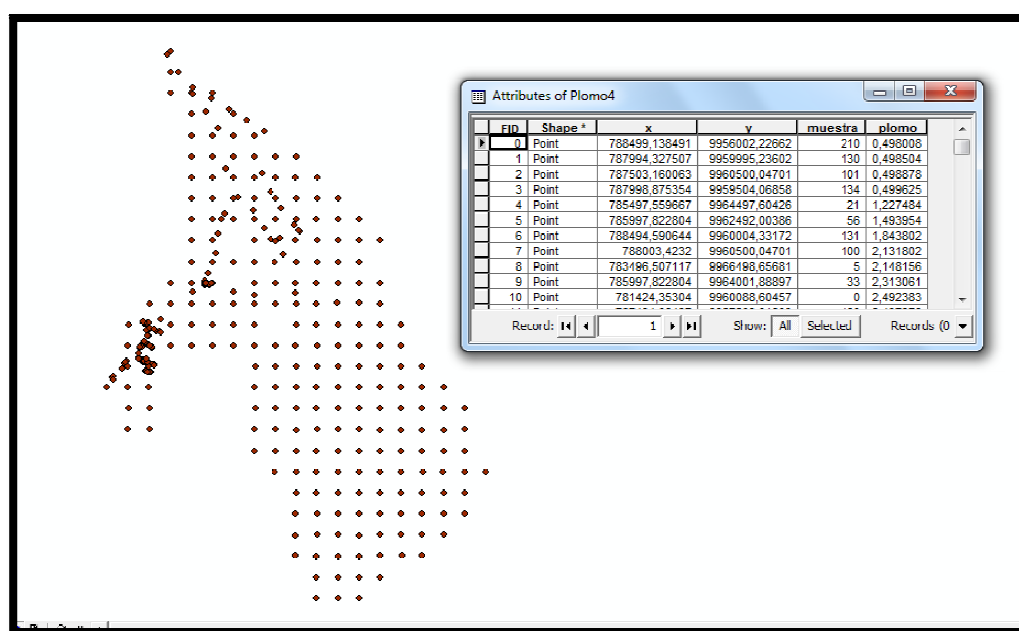 Attributes of Plomo4
FID Shape * x y muestra plomo
0 Point 788499,138491 9956002,22662 210 0,498008
1 Point 787994,327507 9959995,23602 130 0,498504
2 Point 787503,160063 9960500,04701 101 0,498878
3 Point 787998,875354 9959504,06858 134 0,499625
4 Point 785497,559667 9964497,60426 21 1,227484
5 Point 785997,822804 9962492,00386 56 1,493954
6 Point 788494,590644 9960004,33172 131 1,843802
7 Point 788003,4232 9960500,04701 100 2,131802
8 Point 783496,507117 9966498,65681 5 2,148156
9 Point 785997,822804 9964001,88897 33 2,313061
10 Point 781424,35304 9960088,60457 0 2,492383
Record: 1 Show: All Selected Records (0